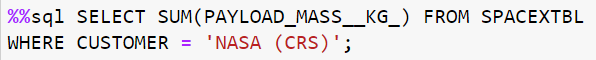 %%sql SELECT SUM(PAYLOAD_MASS__KG_) FROM SPACEXTBL
WHERE CUSTOMER = 'NASA (CRS)';